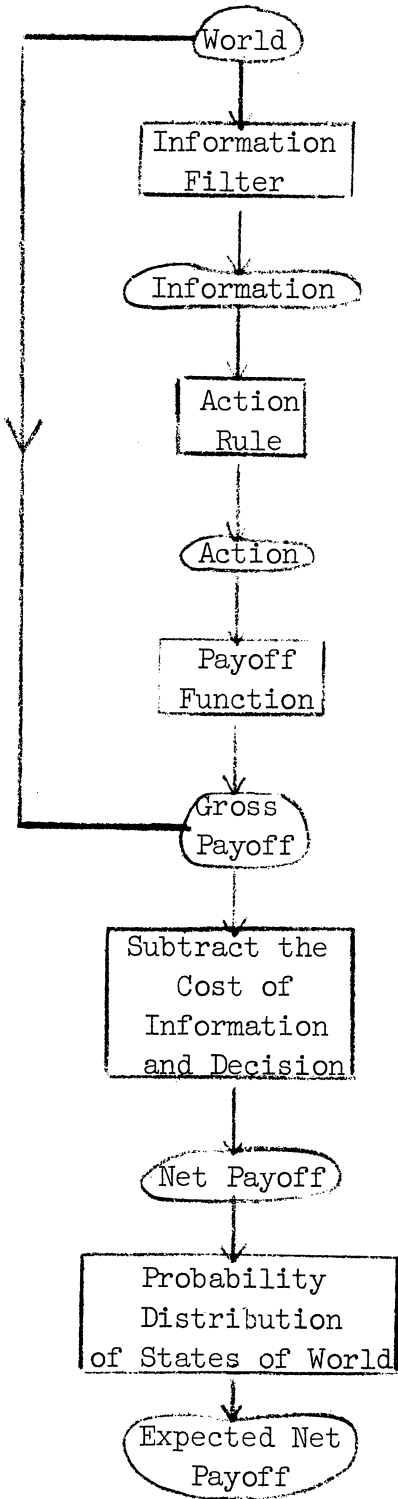 World
Information
Filter
Information
Action
Rule
Action
Payoff
Function
Gross
Payoff
Subtract the
Cost of
Information
and Decision
Net Payoff
Probability
Distribution
of States of World
Expected Net
Payoff